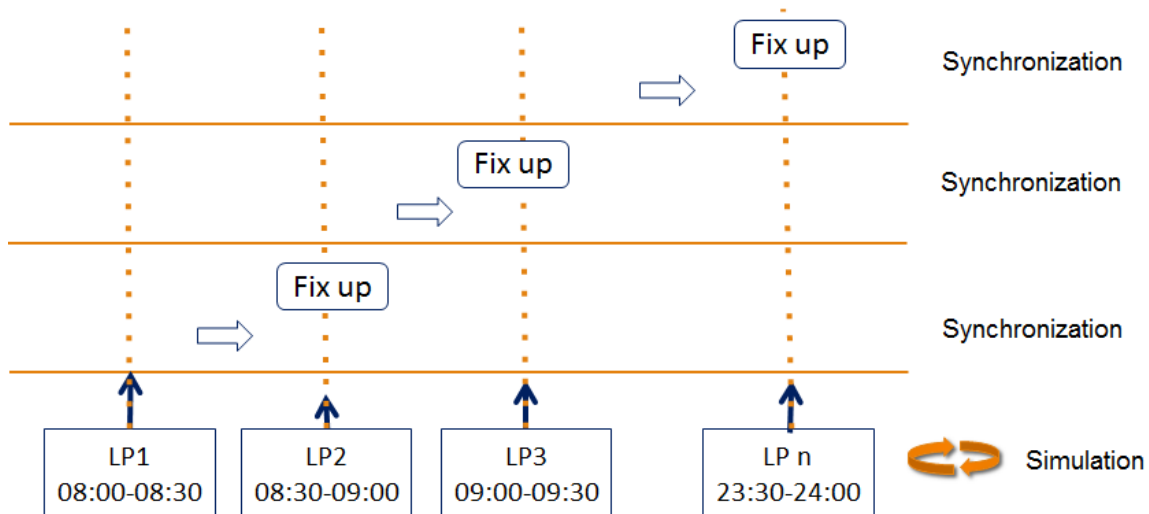 Fix up
Synchronization
Fix up
Synchronization
Fix up
Synchronization
LP1
08:00-08:30
LP2
08:30-09:00
LP3
09:00-09:30
LP n
23:30-24:00
Simulation